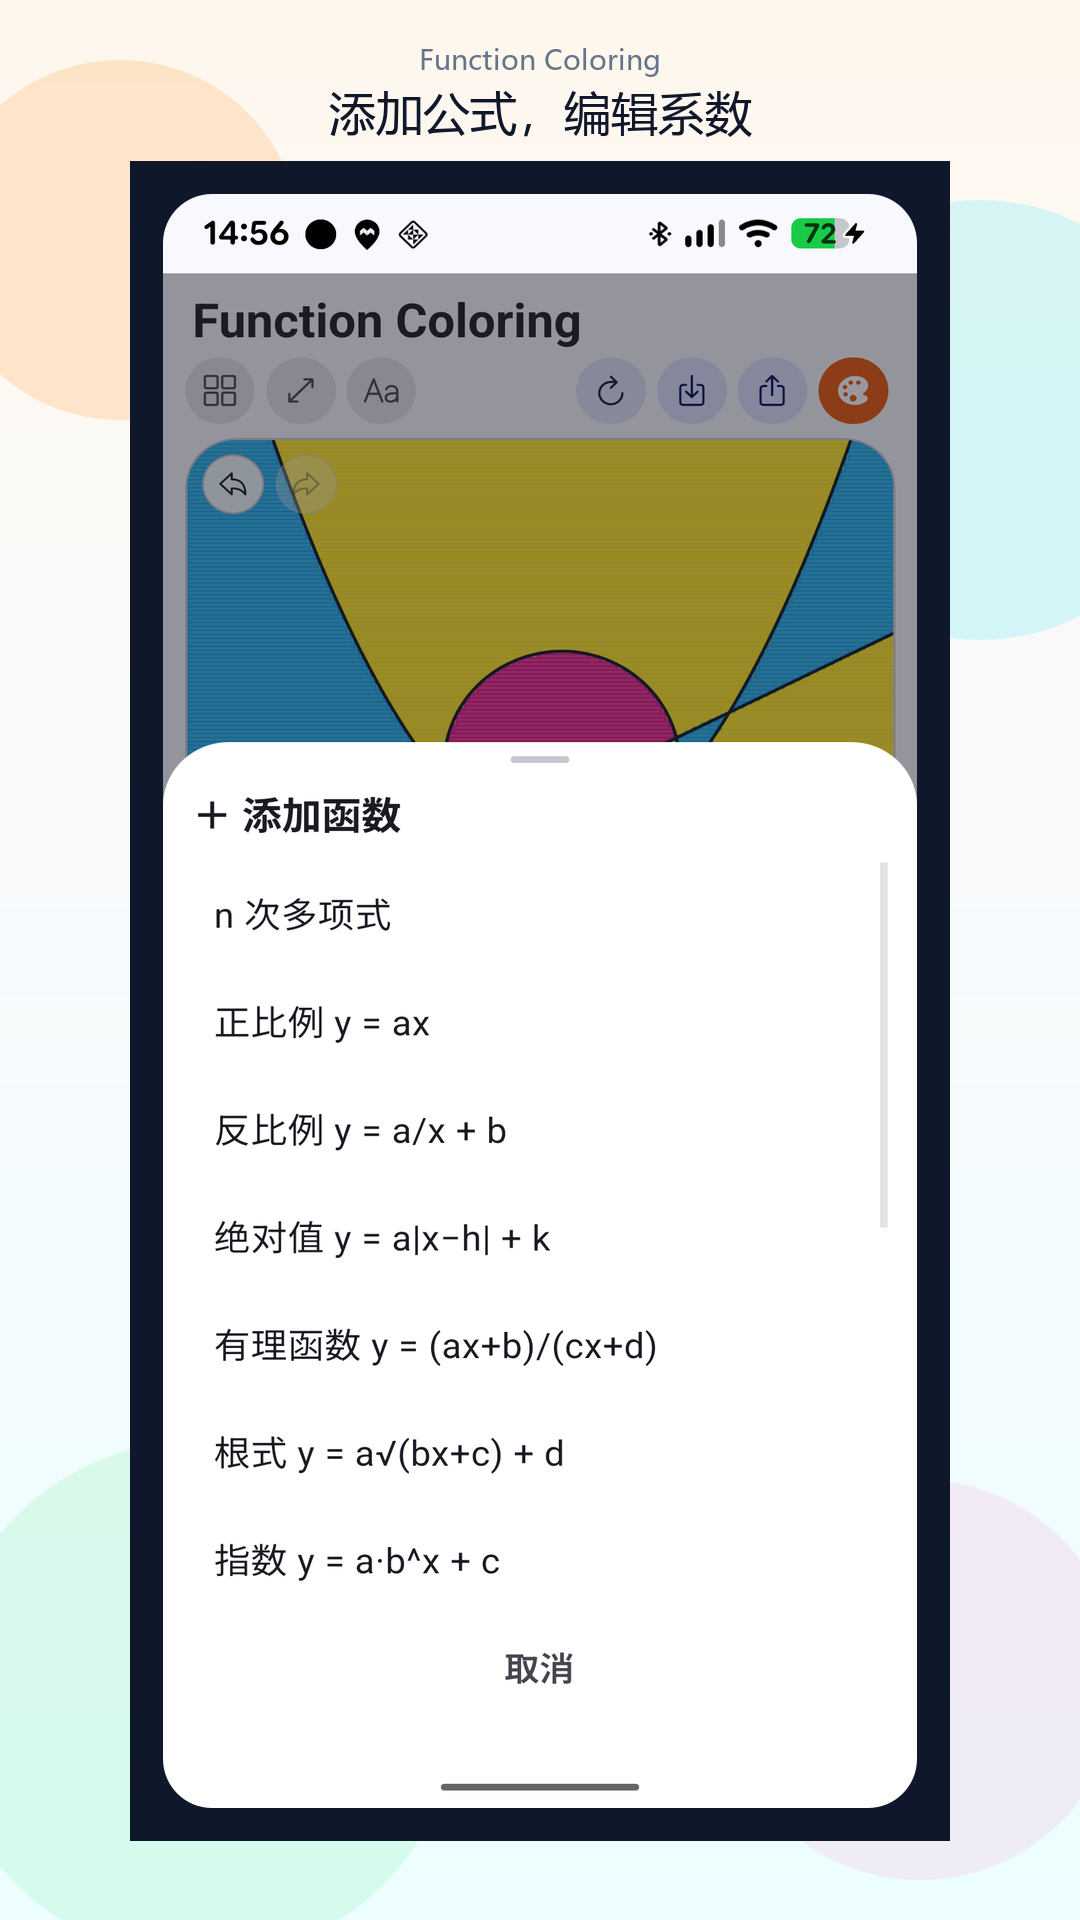 Function Coloring
添加公式，编辑系数
14:56
72
Function Coloring
Aa
+ 添加函数
n 次多项式
正比例 y = ax
反比例 y = a/x + b
绝对值 y = a|x−h| + k
有理函数 y = (ax+b)/(cx+d)
根式 y = a√(bx+c) + d
指数 y = a·b^x + c
取消